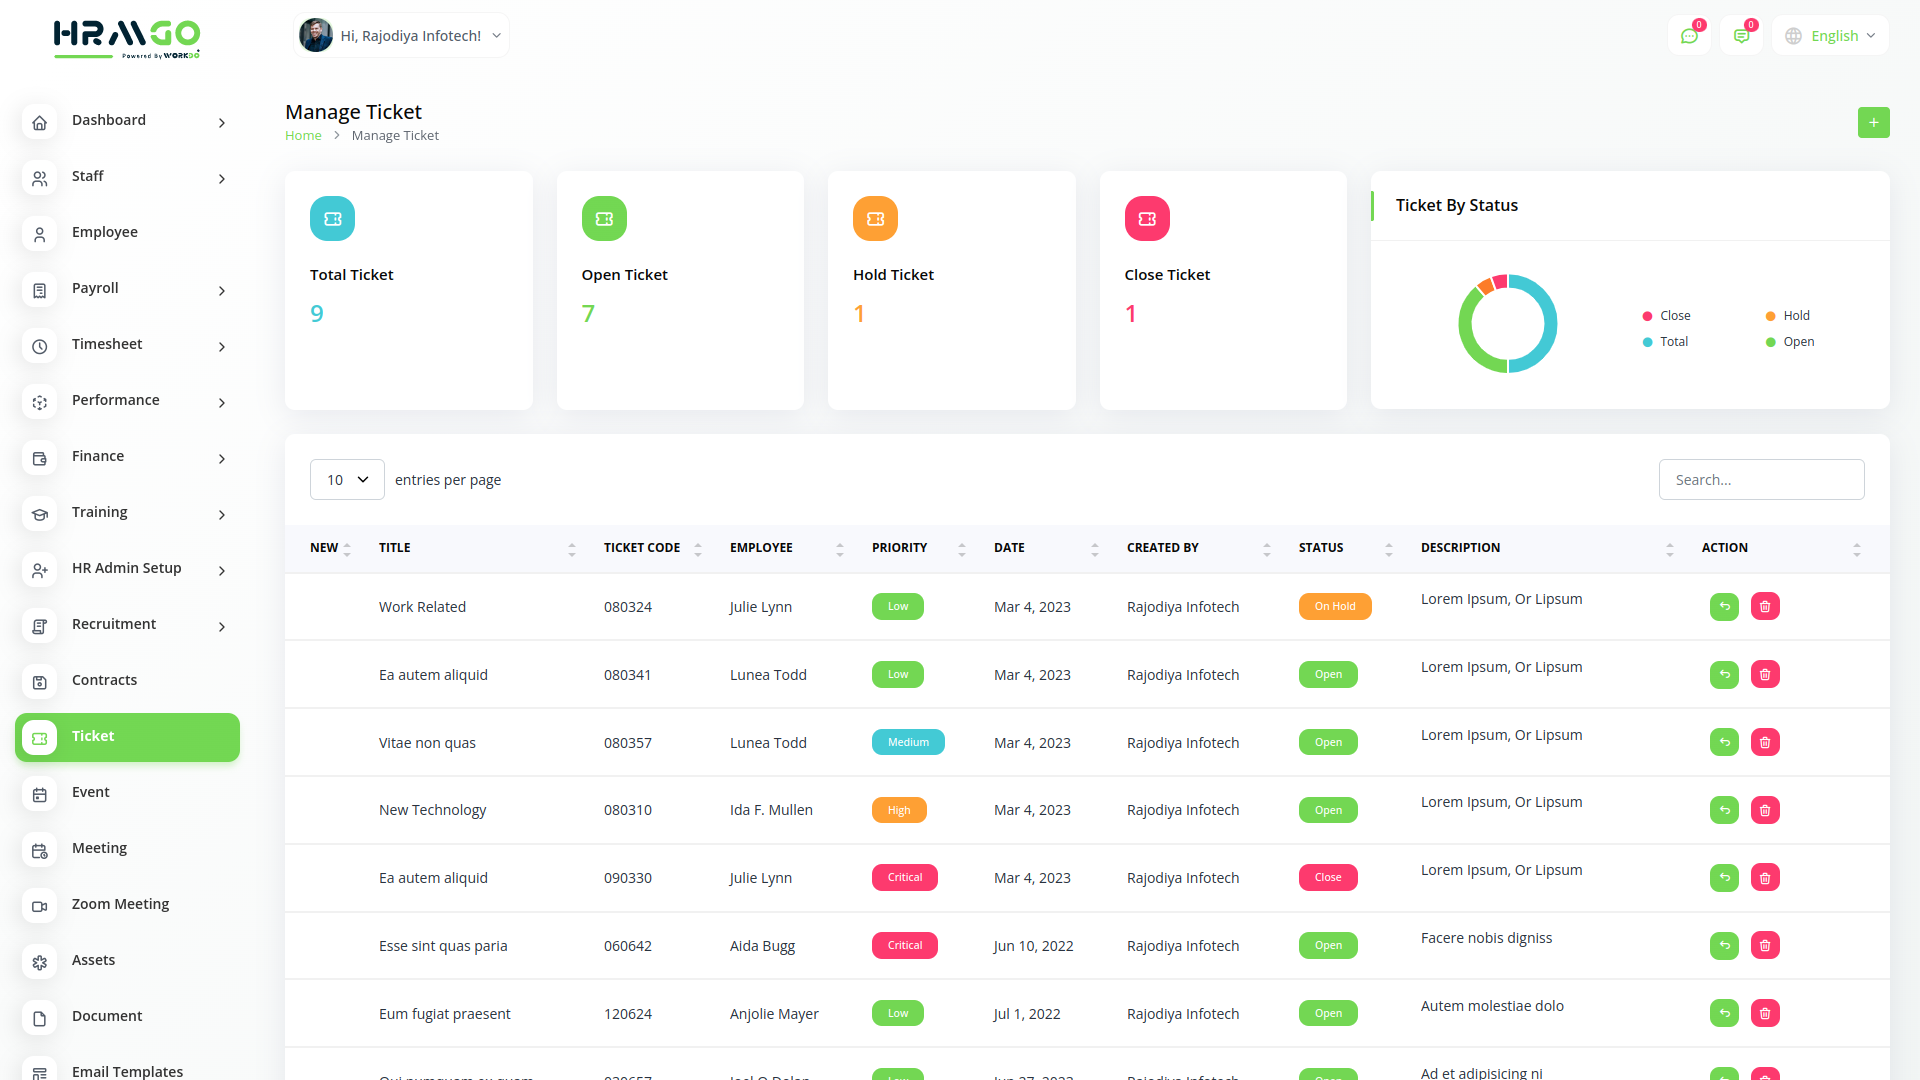 HRMGO
Powered By WORKDO
Hi, Rajodiya Infotech!
0
0
English
Dashboard
Staff
Employee
Payroll
Timesheet
Performance
Finance
Training
HR Admin Setup
Recruitment
Contracts
Ticket
Event
Meeting
Zoom Meeting
Assets
Document
Email Templates
Manage Ticket
Home > Manage Ticket
+
Total Ticket
9
Open Ticket
7
Hold Ticket
1
Close Ticket
1
Ticket By Status
Close
Hold
Total
Open
10 entries per page
Search...
NEW TITLE TICKET CODE EMPLOYEE PRIORITY DATE CREATED BY STATUS DESCRIPTION ACTION
Work Related 080324 Julie Lynn Low Mar 4, 2023 Rajodiya Infotech On Hold Lorem Ipsum, Or Lipsum
Ea autem aliquid 080341 Lunea Todd Low Mar 4, 2023 Rajodiya Infotech Open Lorem Ipsum, Or Lipsum
Vitae non quas 080357 Lunea Todd Medium Mar 4, 2023 Rajodiya Infotech Open Lorem Ipsum, Or Lipsum
New Technology 080310 Ida F. Mullen High Mar 4, 2023 Rajodiya Infotech Open Lorem Ipsum, Or Lipsum
Ea autem aliquid 090330 Julie Lynn Critical Mar 4, 2023 Rajodiya Infotech Close Lorem Ipsum, Or Lipsum
Esse sint quas paria 060642 Aida Bugg Critical Jun 10, 2022 Rajodiya Infotech Open Facere nobis digniss
Eum fugiat praesent 120624 Anjolie Mayer Low Jul 1, 2022 Rajodiya Infotech Open Autem molestiae dolo
Rajodiya Infotech Ad et adipisicing ni